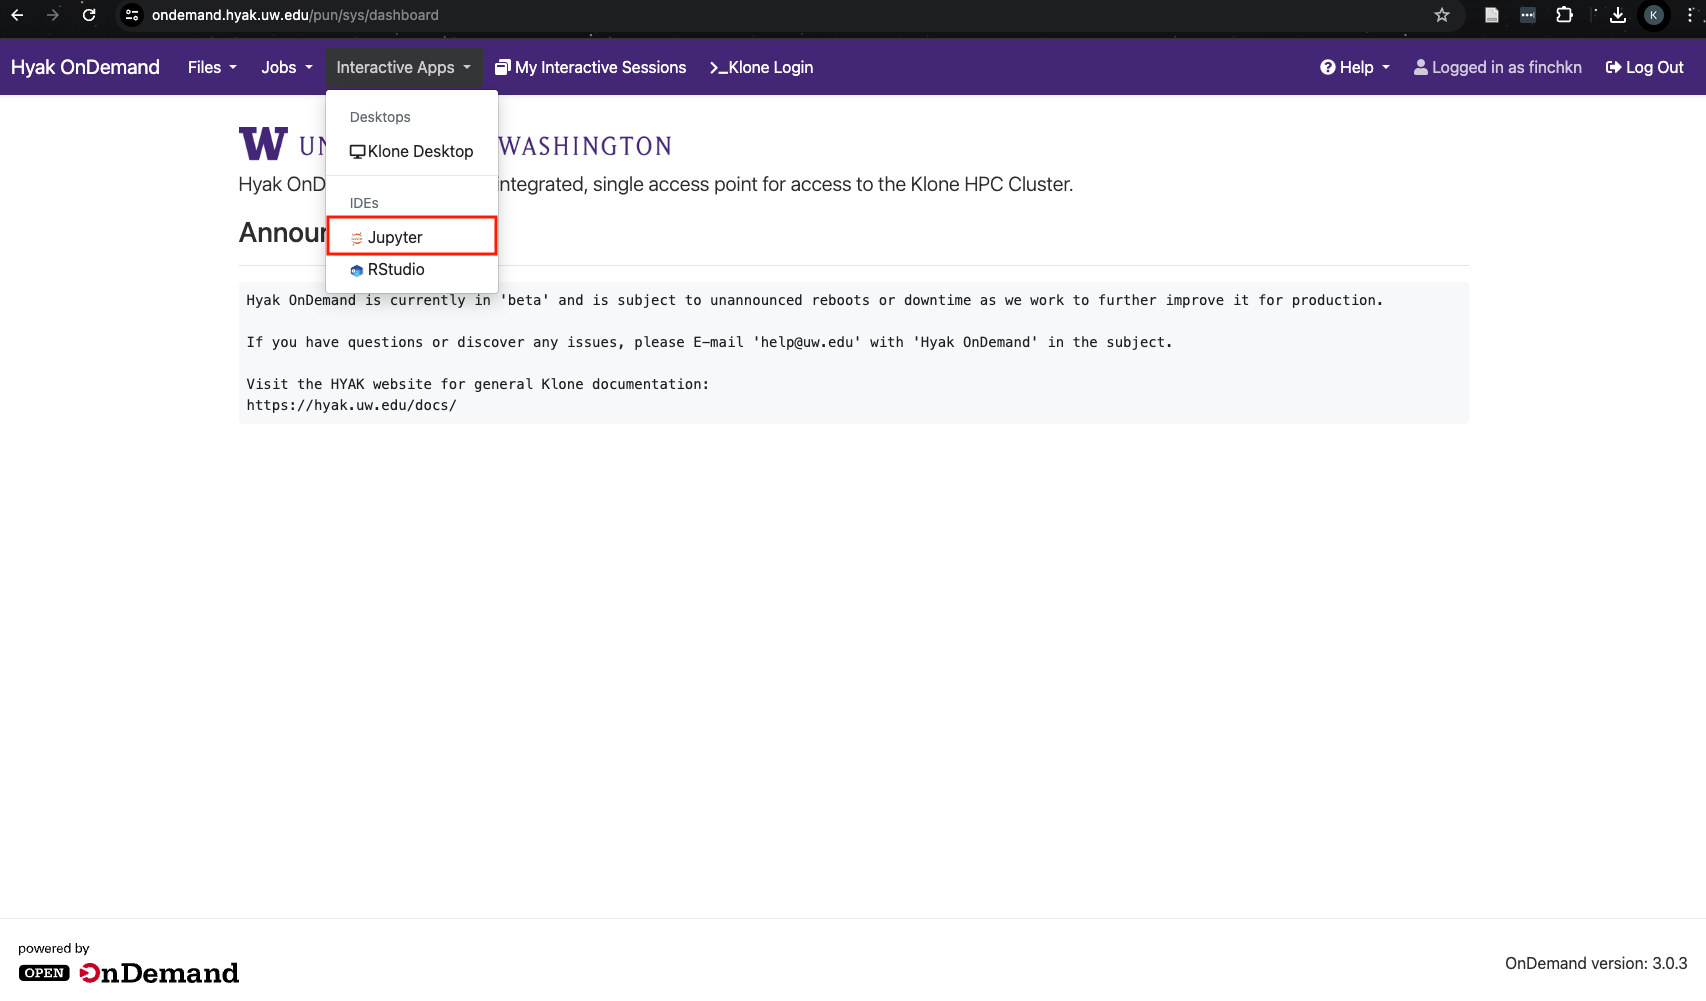 ondemand.hyak.uw.edu/pun/sys/dashboard
K
Hyak OnDemand Files Jobs Interactive Apps My Interactive Sessions >_Klone Login Help Logged in as finchkn Log Out
Desktops
Klone Desktop
IDEs
Jupyter
RStudio
W UN WASHINGTON
Hyak OnD integrated, single access point for access to the Klone HPC Cluster.
Announ
Hyak OnDemand is currently in 'beta' and is subject to unannounced reboots or downtime as we work to further improve it for production.
If you have questions or discover any issues, please E-mail 'help@uw.edu' with 'Hyak OnDemand' in the subject.
Visit the HYAK website for general Klone documentation:
https://hyak.uw.edu/docs/
powered by
OPEN OnDemand
OnDemand version: 3.0.3